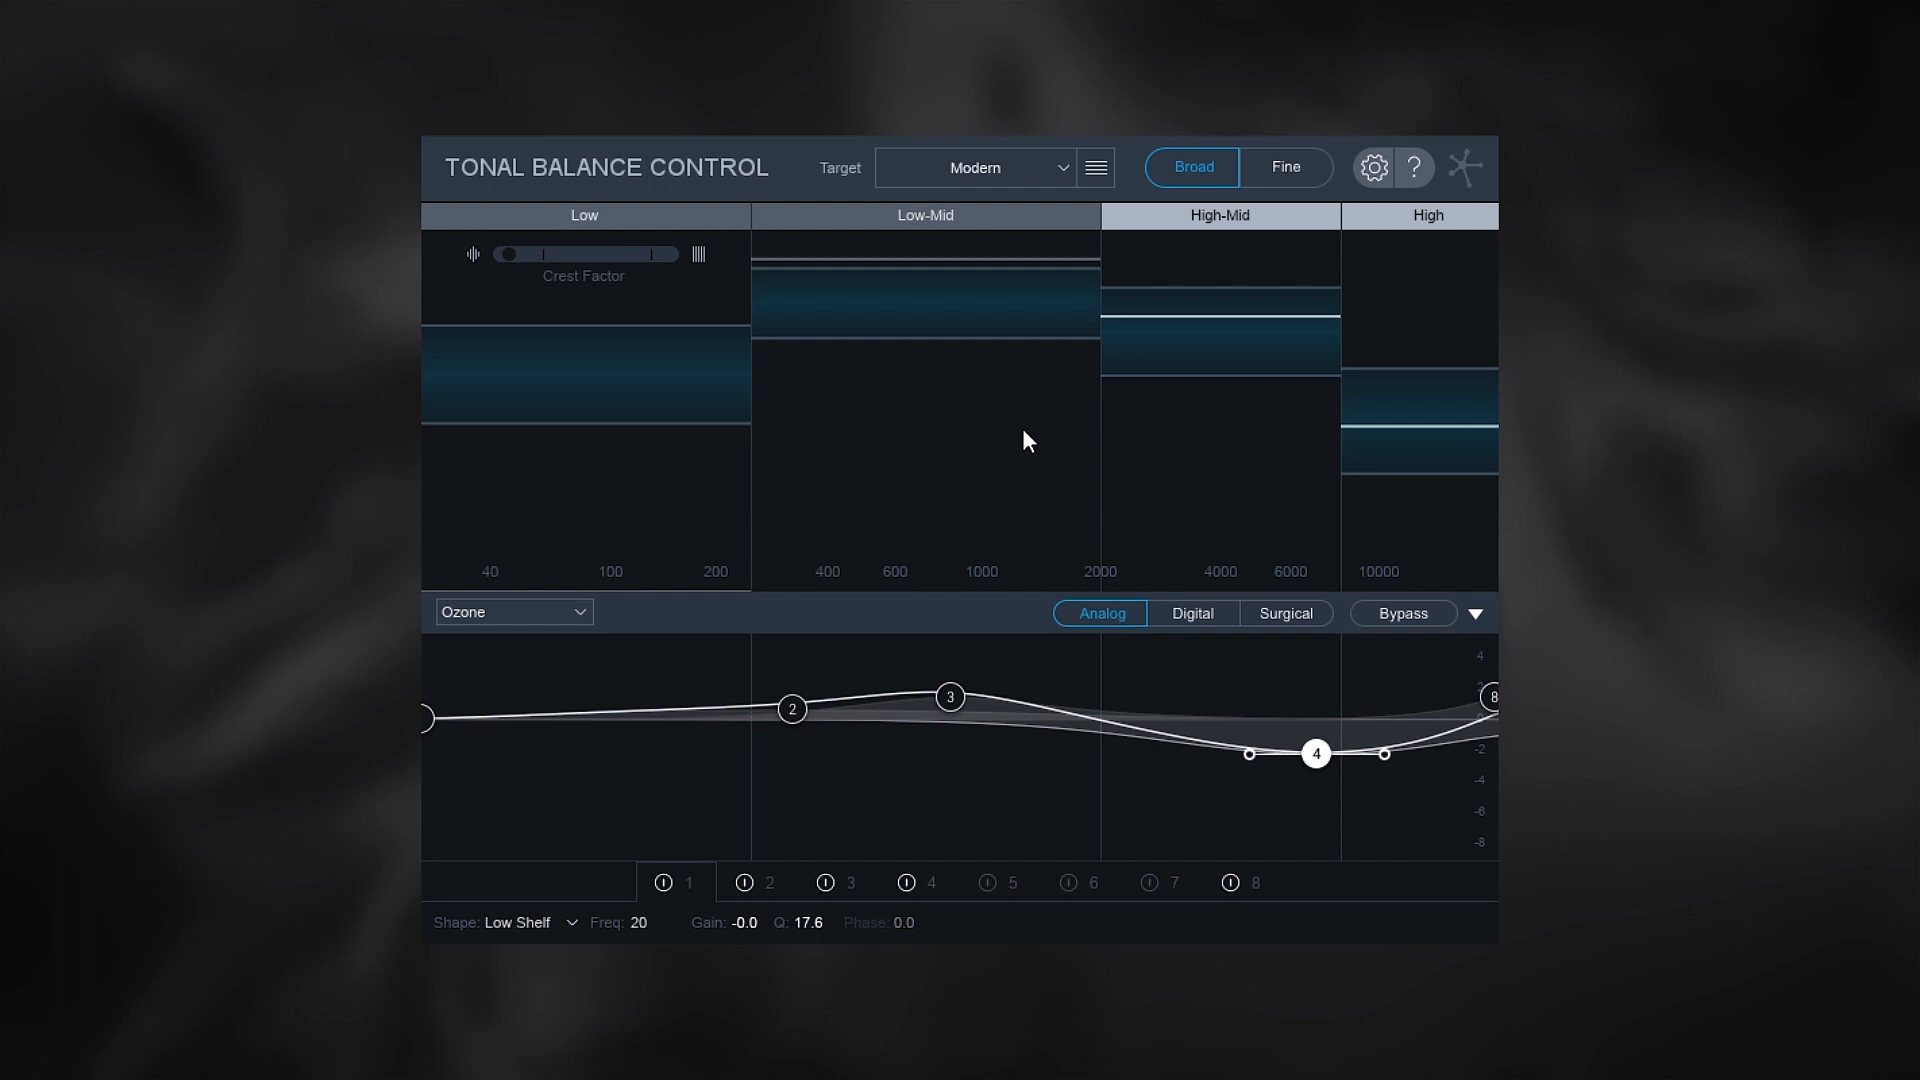 TONAL BALANCE CONTROL Target Modern Broad Fine ?
Low Low-Mid High-Mid High
Crest Factor
40 100 200 400 600 1000 2000 4000 6000 10000
Ozone Analog Digital Surgical Bypass
4
2
0
-2
-4
-6
-8
2 3 4 8
1 2 3 4 5 6 7 8
Shape: Low Shelf Freq: 20 Gain: -0.0 Q: 17.6 Phase: 0.0